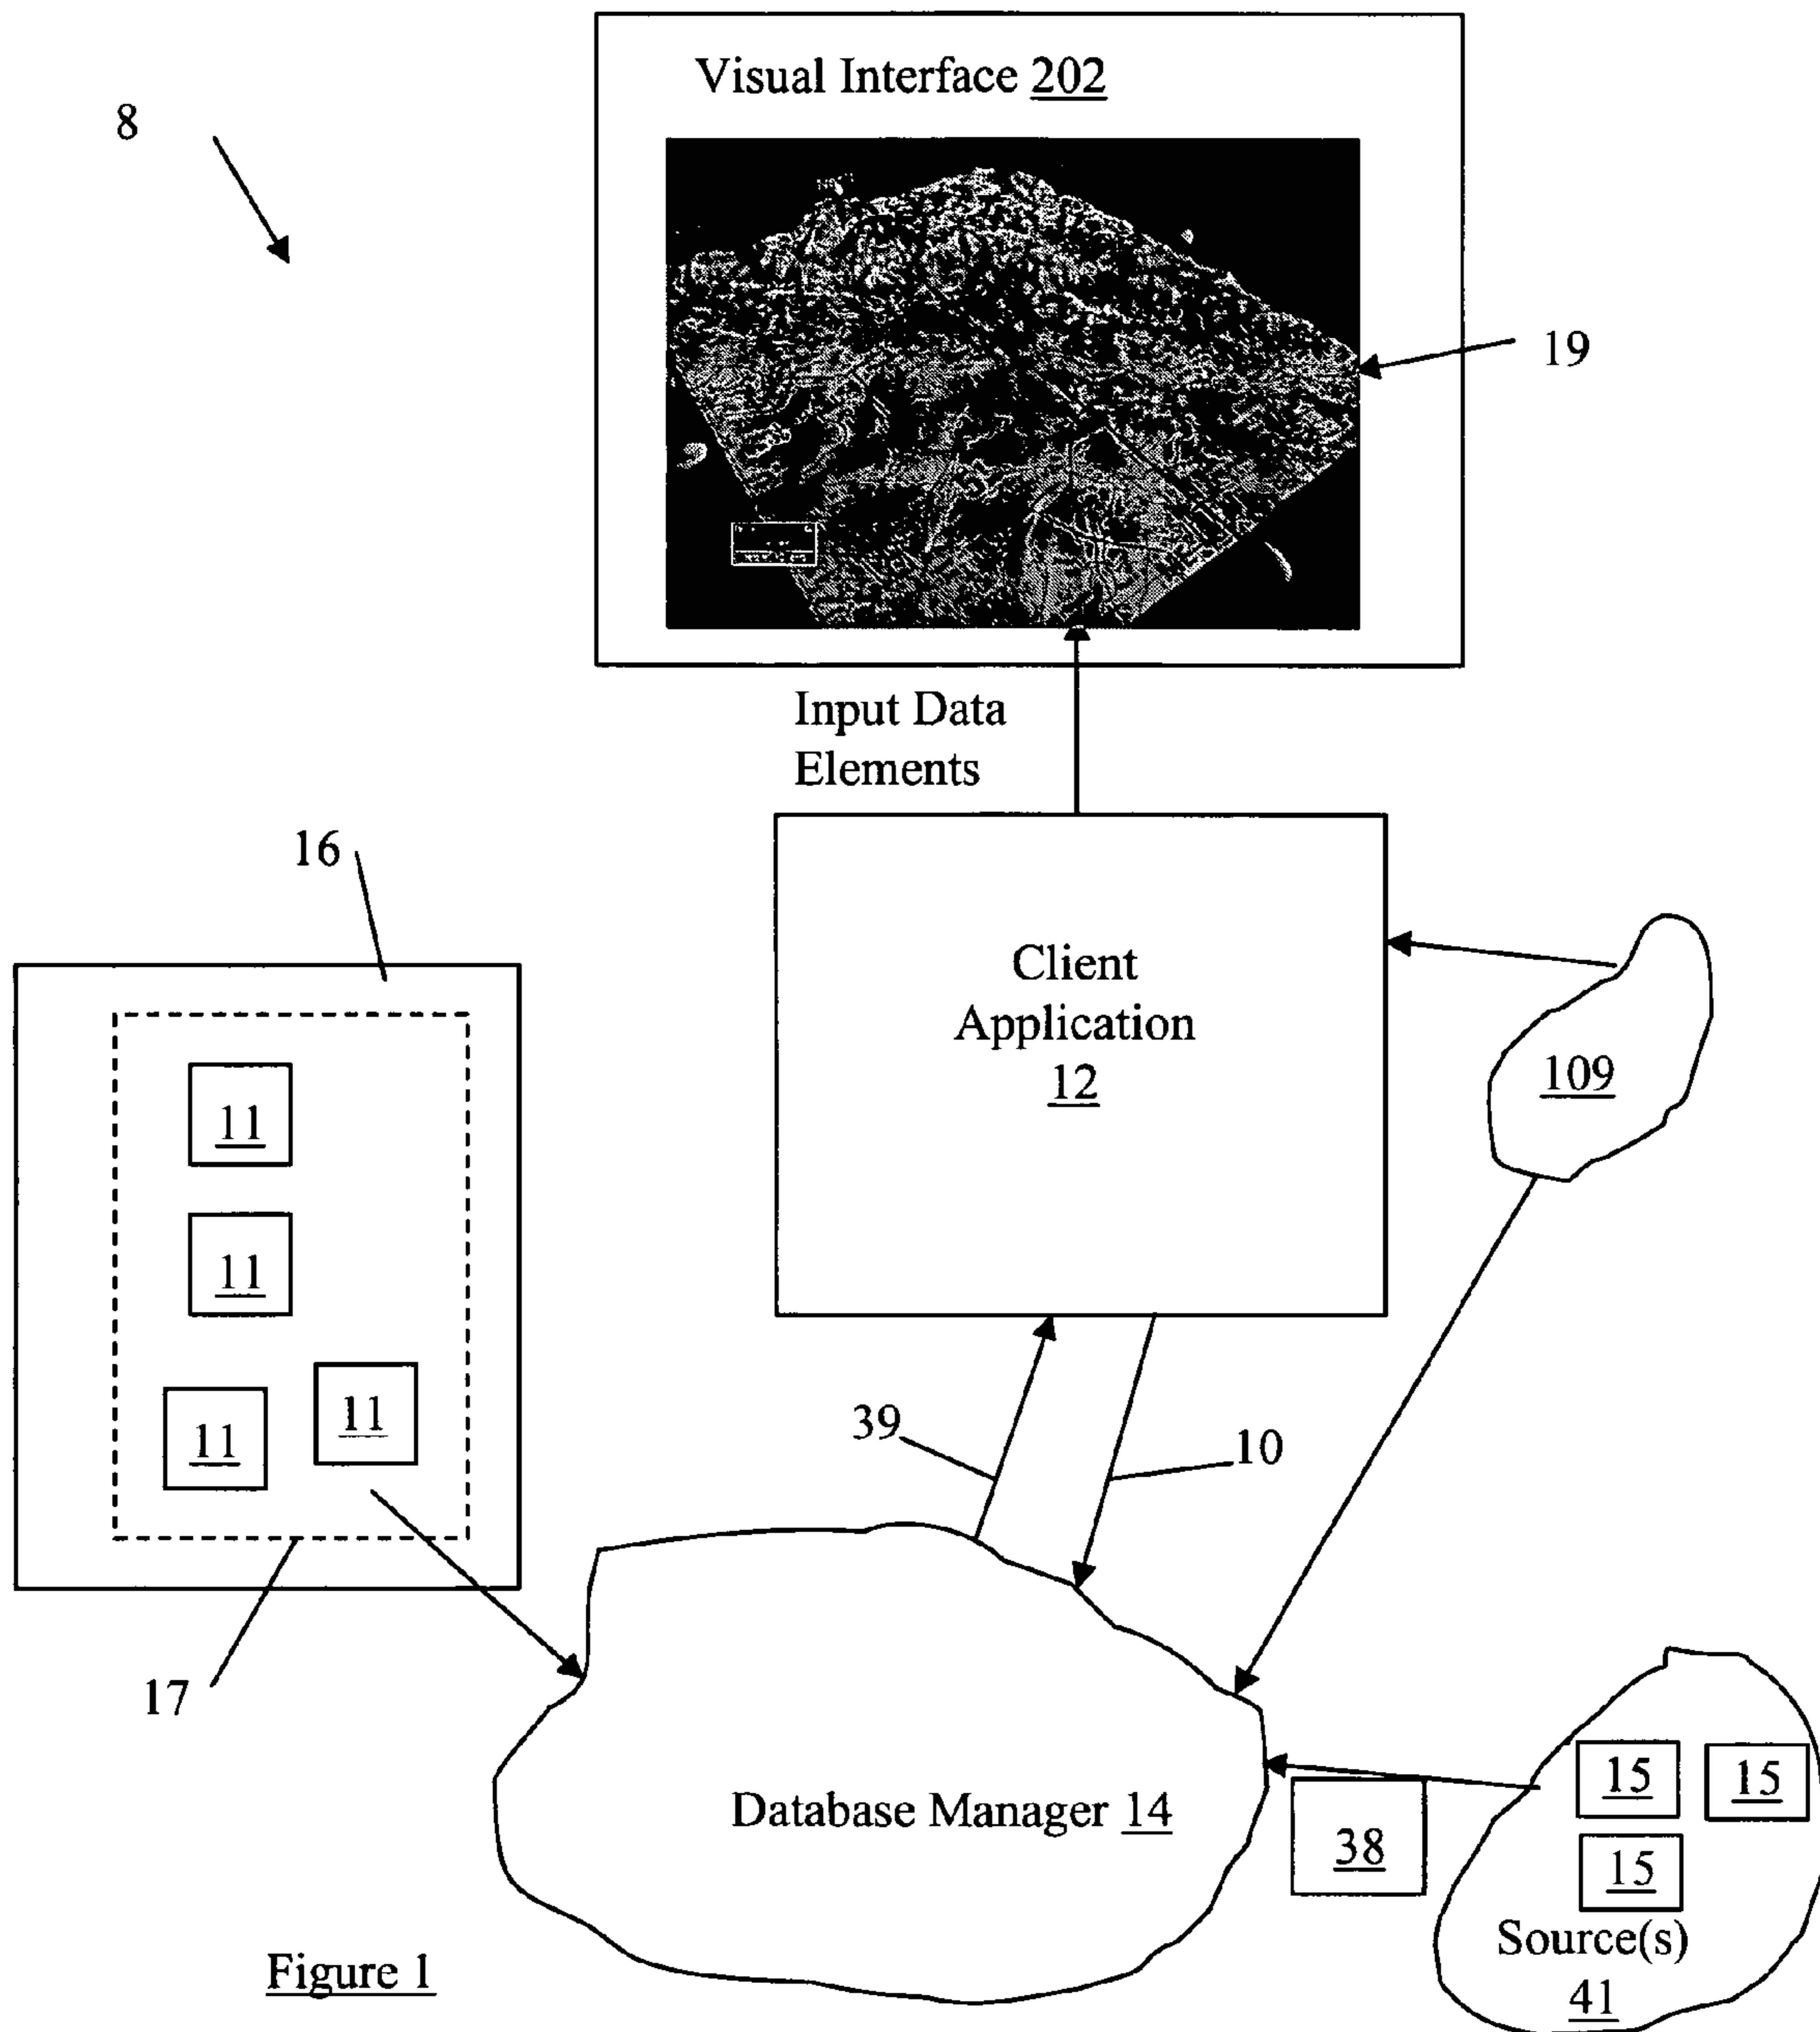 Visual Interface 202
8
19
Input Data
Elements
16
Client
Application
12
109
11
11
11
11
39
10
17
15
15
Database Manager 14
38
15
Source(s)
41
Figure 1